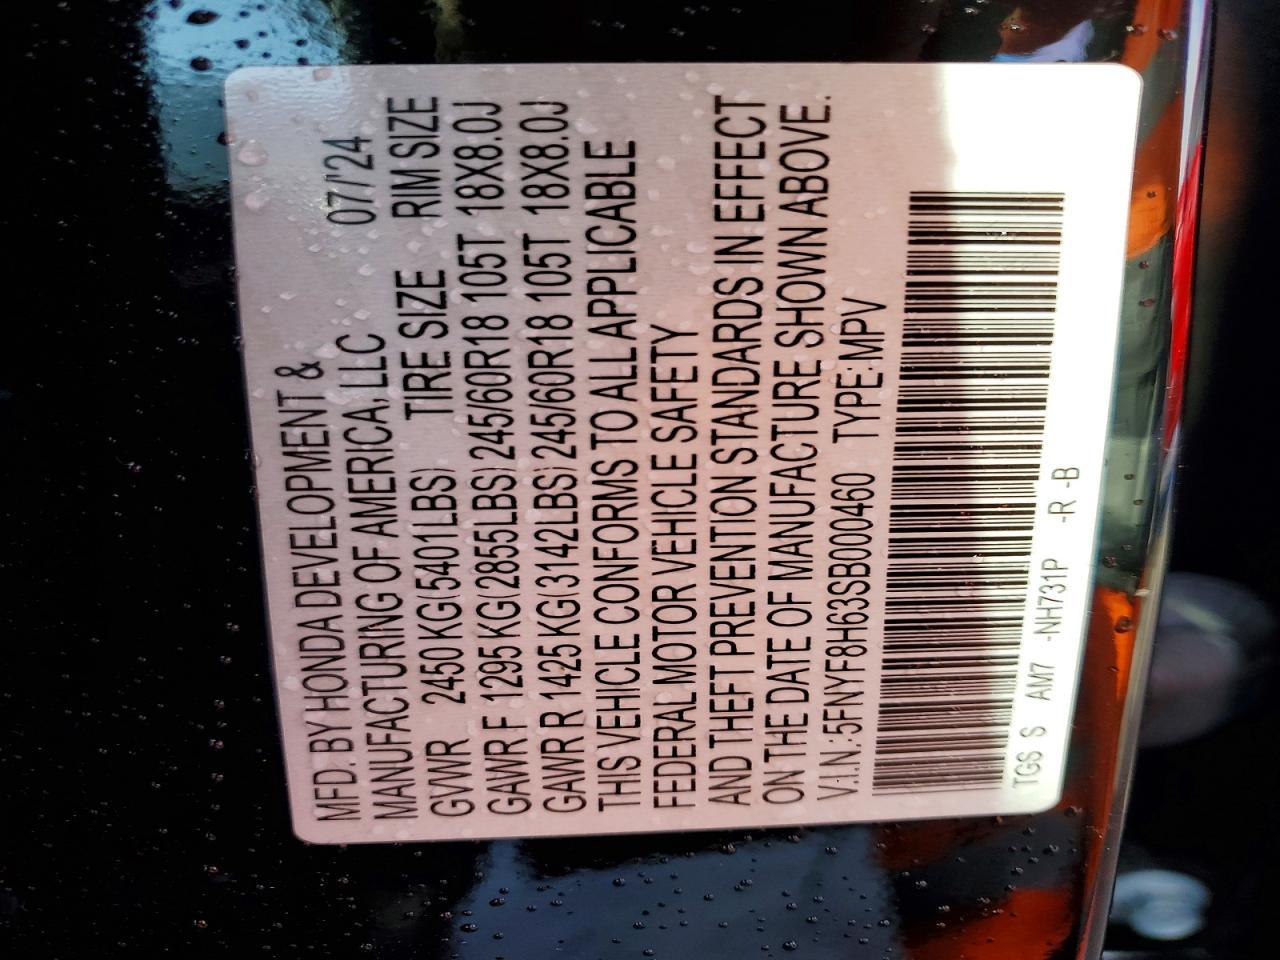 MFD. BY HONDA DEVELOPMENT &
MANUFACTURING OF AMERICA, LLC 07/'24
GVWR 2450 KG(5401LBS) TIRE SIZE RIM SIZE
GAWR F 1295 KG(2855LBS) 245/60R18 105T 18X8.0J
GAWR R 1425 KG(3142LBS) 245/60R18 105T 18X8.0J
THIS VEHICLE CONFORMS TO ALL APPLICABLE
FEDERAL MOTOR VEHICLE SAFETY
AND THEFT PREVENTION STANDARDS IN EFFECT
ON THE DATE OF MANUFACTURE SHOWN ABOVE.
V.I.N.:5FNYF8H63SB000460 TYPE:MPV
TGS S AM7 -NH731P -R -B